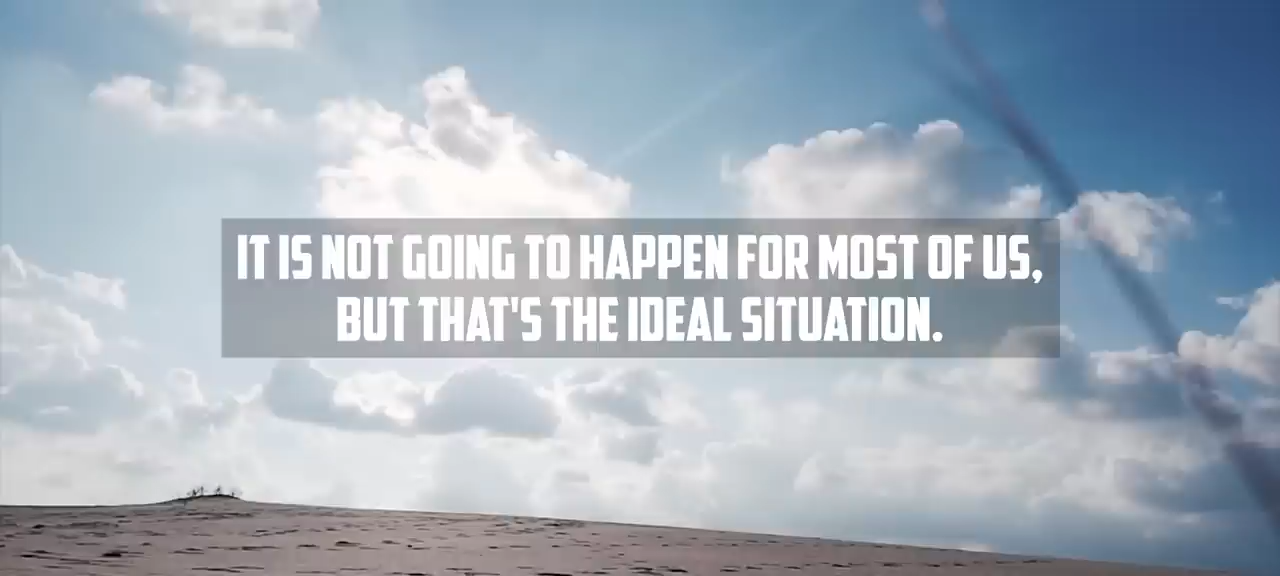 IT IS NOT GOING TO HAPPEN FOR MOST OF US,
BUT THAT'S THE IDEAL SITUATION.